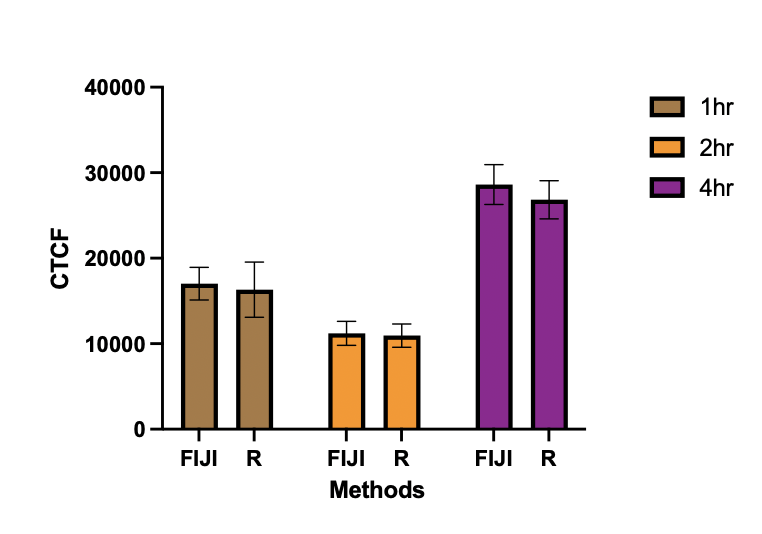 40000
30000
20000
10000
0
CTCF
FIJI R FIJI R FIJI R
Methods
1hr
2hr
4hr